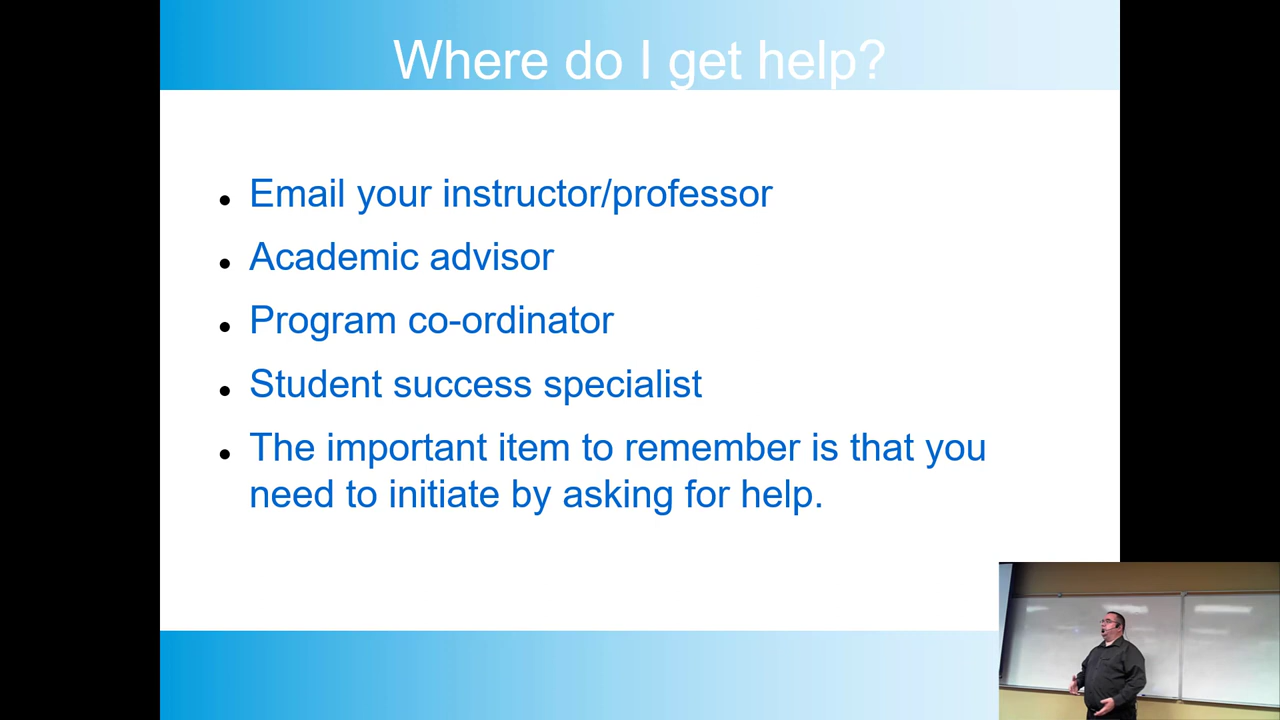 Where do I get help?
Email your instructor/professor
Academic advisor
Program co-ordinator
Student success specialist
The important item to remember is that you
need to initiate by asking for help.